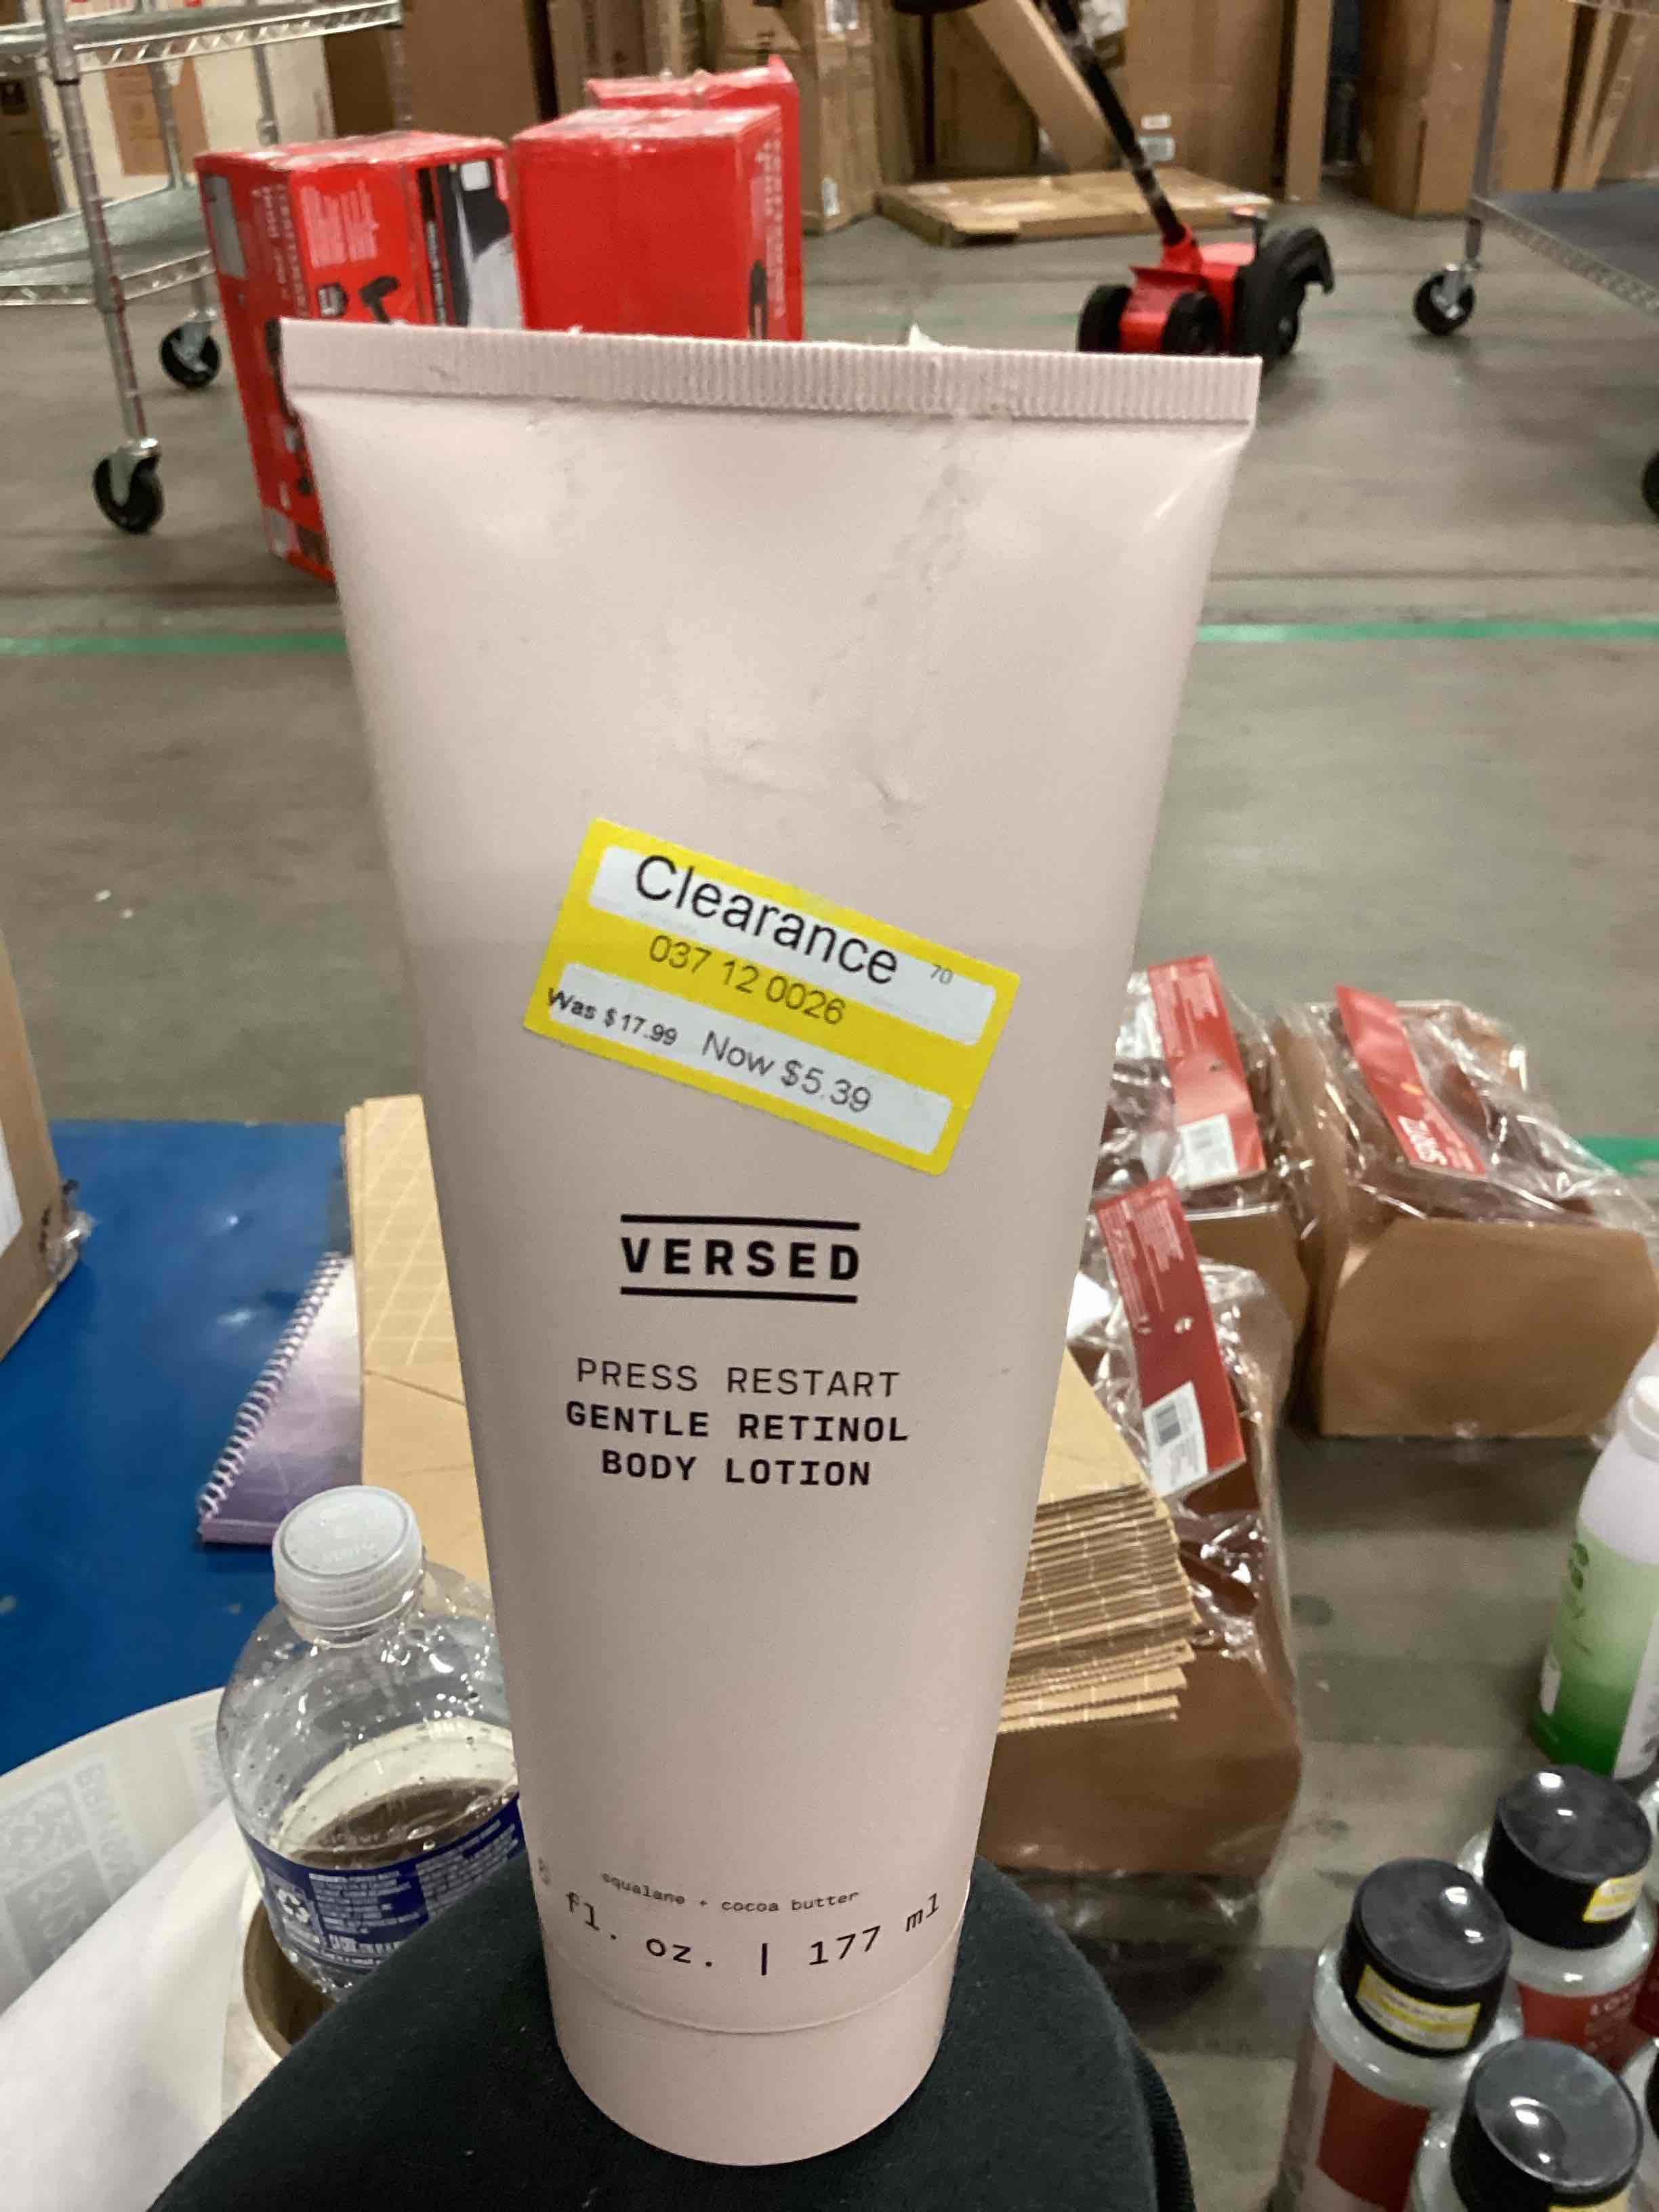 Clearance 70
037 12 0026
Was $17.99 Now $5.39
VERSED
PRESS RESTART
GENTLE RETINOL
BODY LOTION
squalane + cocoa butter
fl. oz. | 177 ml